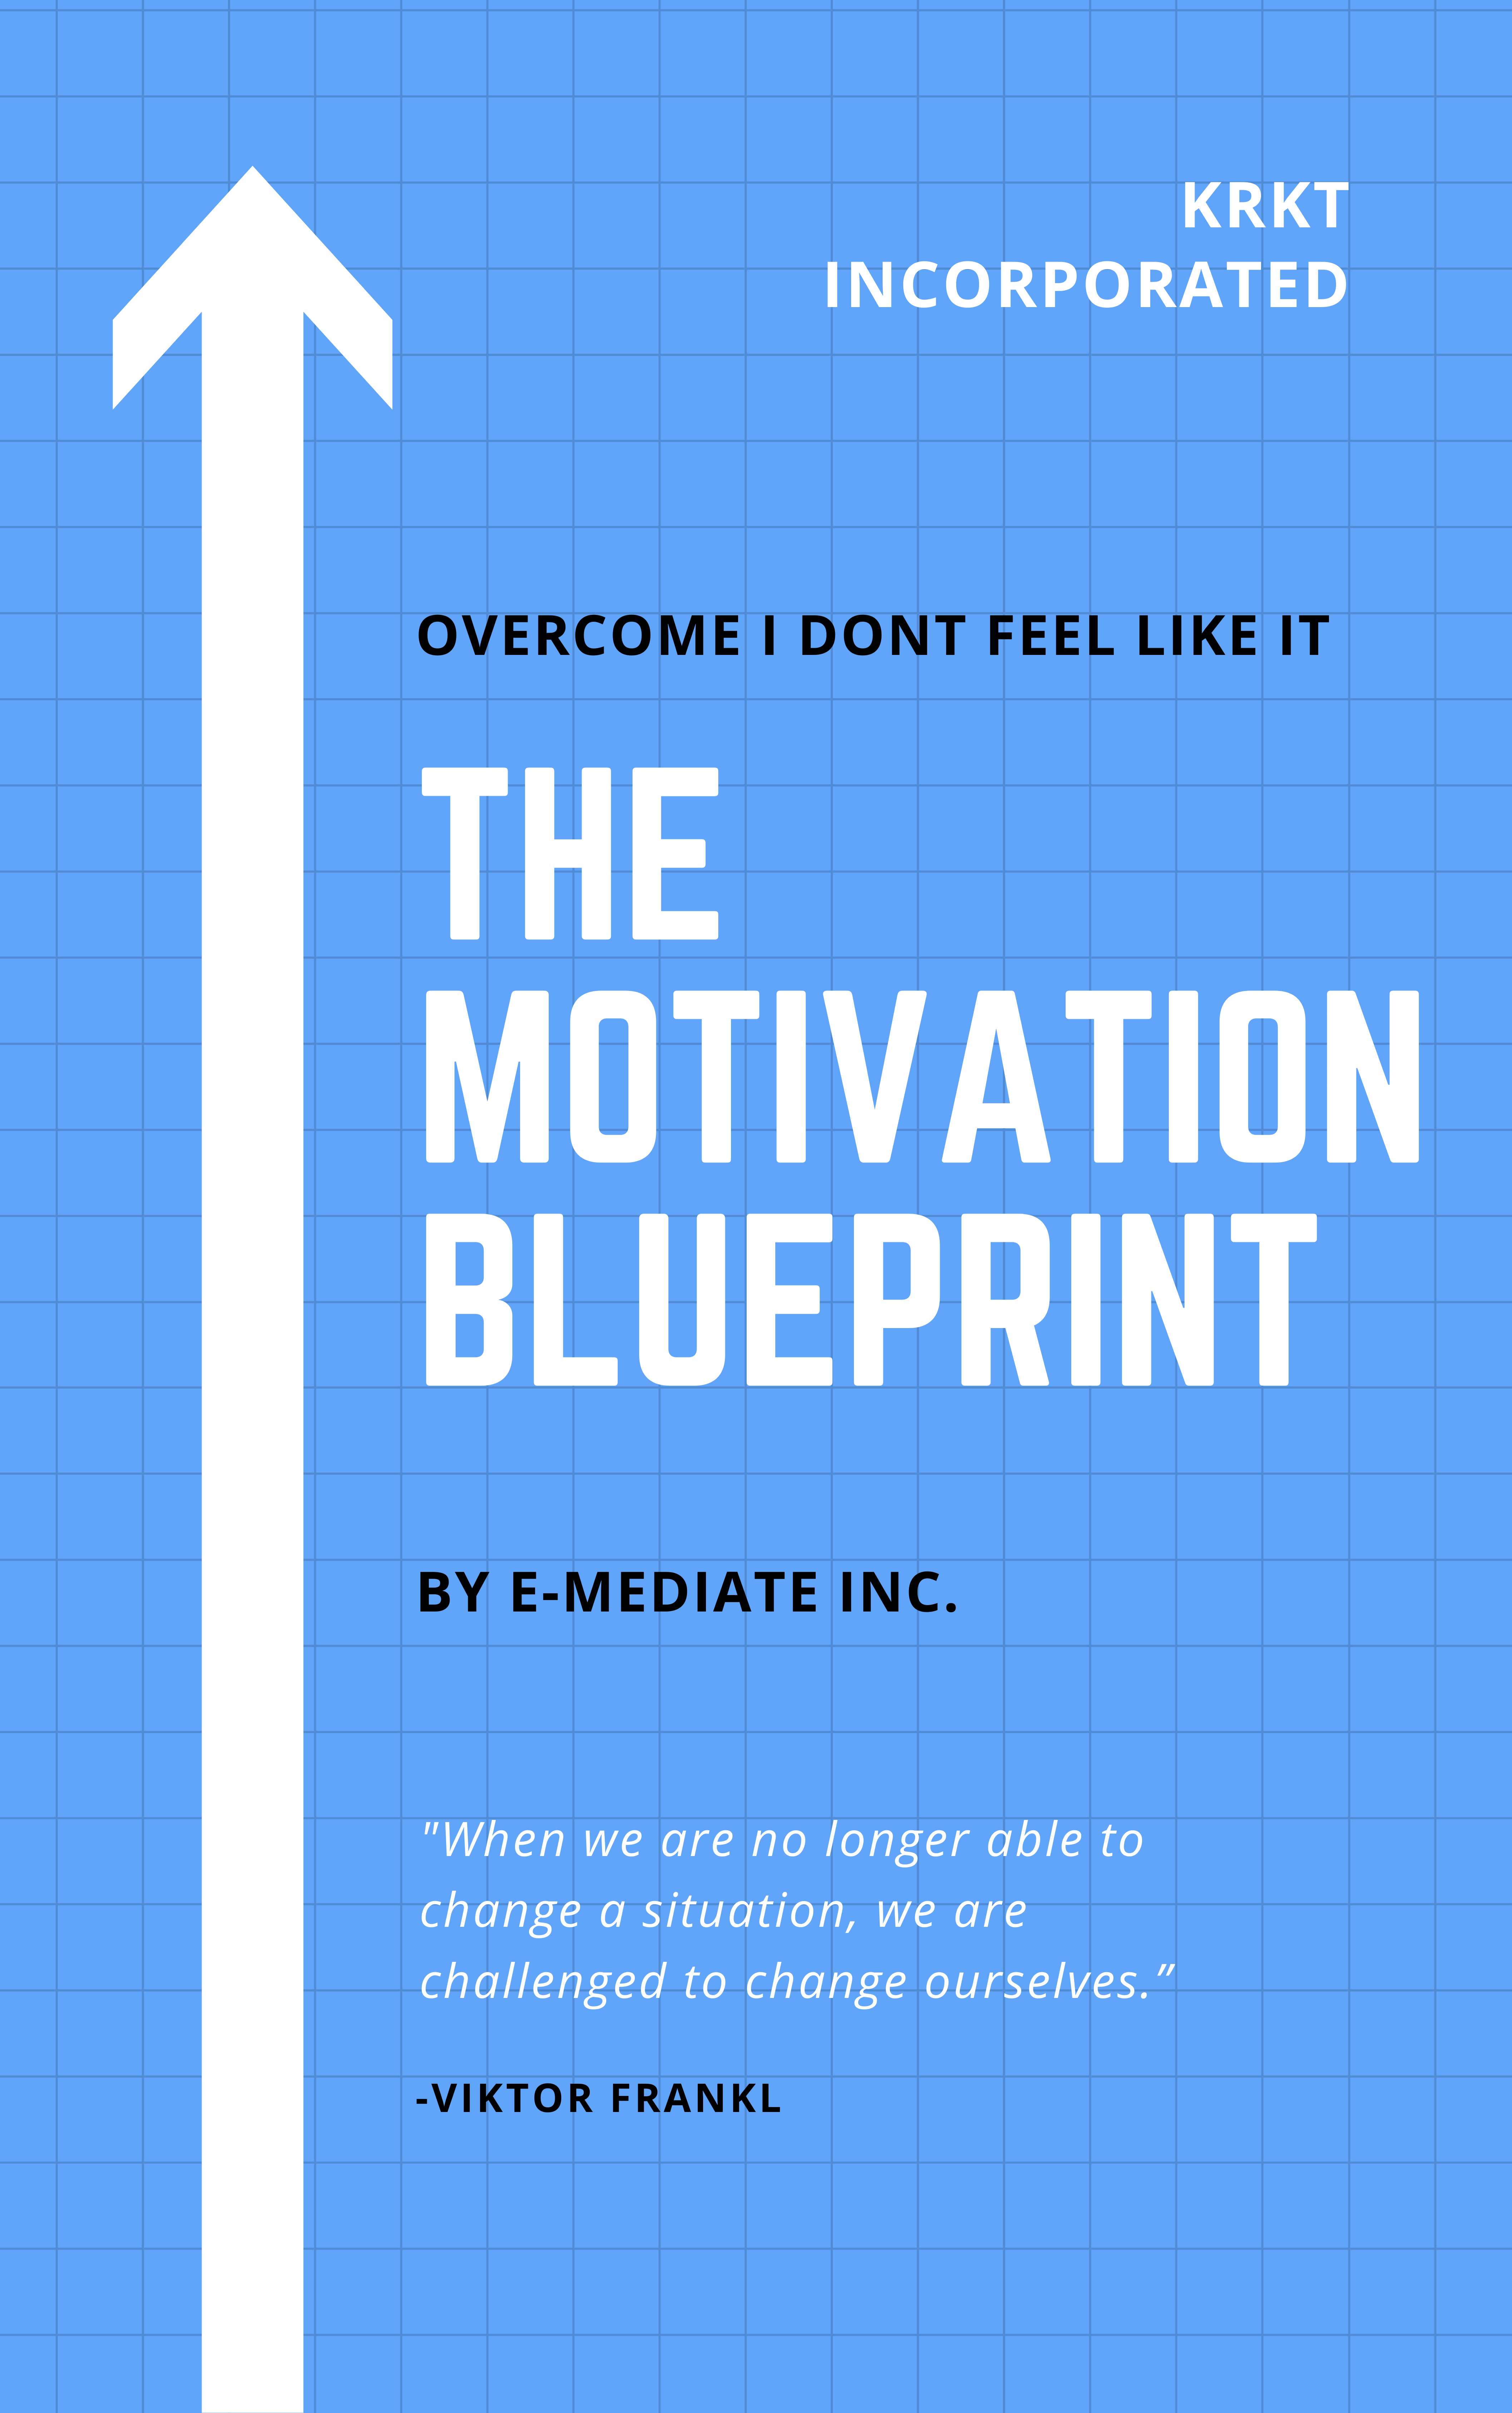 KRKT
INCORPORATED
OVERCOME I DONT FEEL LIKE IT
THE
MOTIVATION
BLUEPRINT
BY E-MEDIATE INC.
"When we are no longer able to
change a situation, we are
challenged to change ourselves.”
-VIKTOR FRANKL